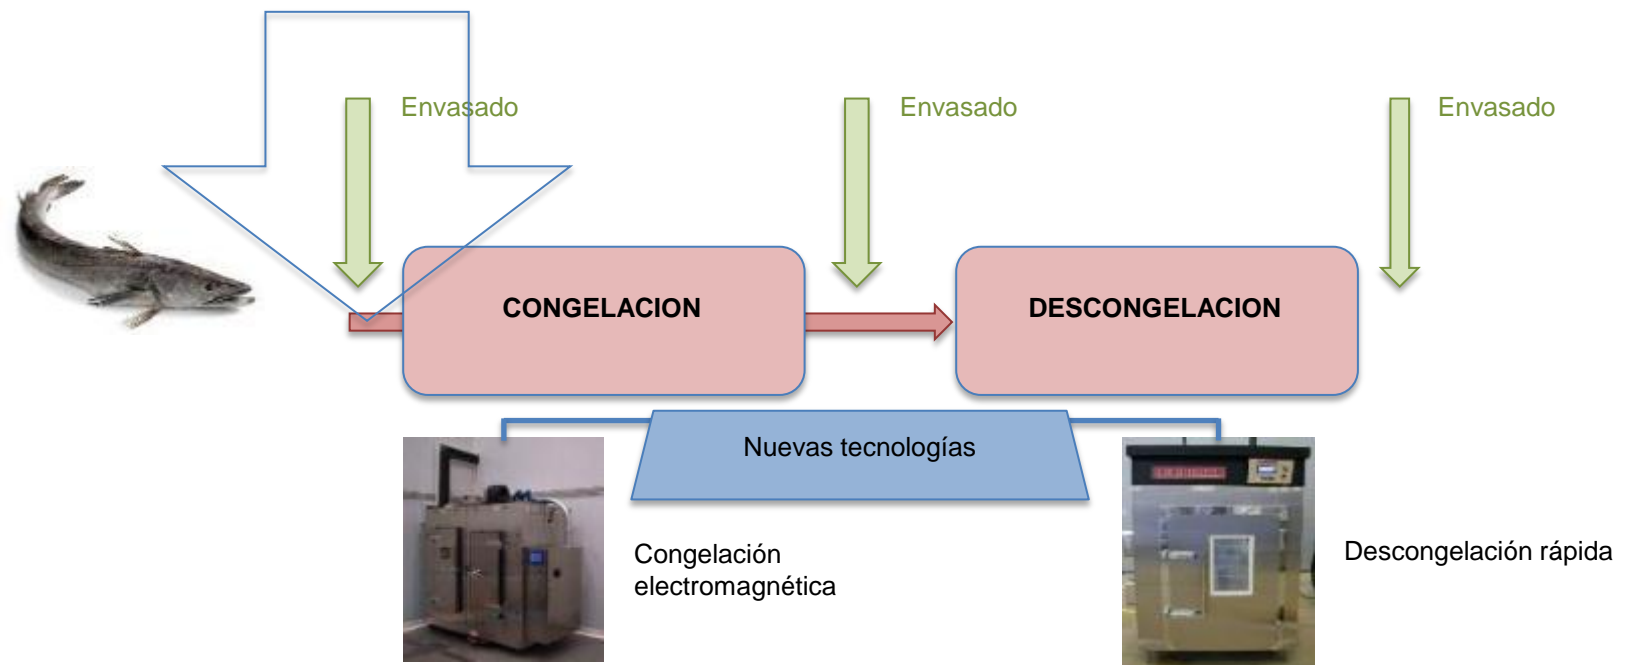 Envasado
Envasado
Envasado
CONGELACION
DESCONGELACION
Nuevas tecnologías
Congelación
electromagnética
Descongelación rápida